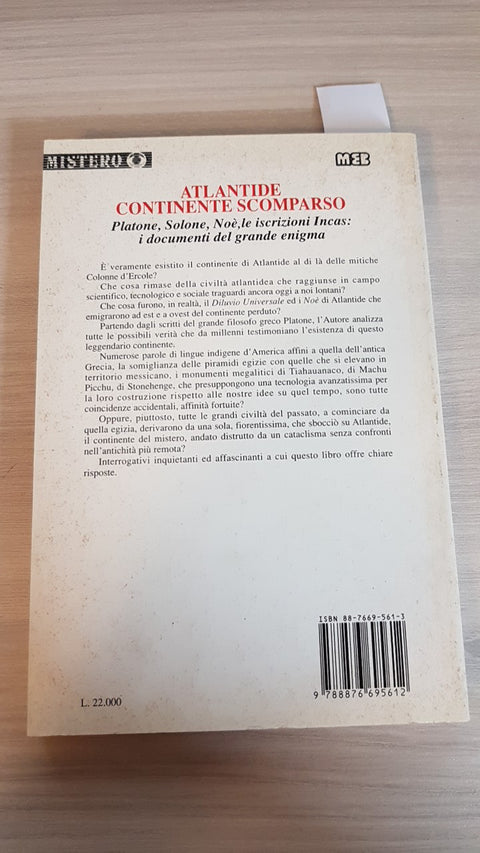 MISTERO
MEB
ATLANTIDE
CONTINENTE SCOMPARSO
Platone, Solone, Noè,le iscrizioni Incas:
i documenti del grande enigma
È veramente esistito il continente di Atlantide al di là delle mitiche
Colonne d'Ercole?
Che cosa rimase della civiltà atlantidea che raggiunse in campo
scientifico, tecnologico e sociale traguardi ancora oggi a noi lontani?
Che cosa furono, in realtà, il Diluvio Universale ed i Noè di Atlantide che
emigrarono ad est e a ovest del continente perduto?
Partendo dagli scritti del grande filosofo greco Platone, l'Autore analizza
tutte le possibili verità che da millenni testimoniano l'esistenza di questo
leggendario continente.
Numerose parole di lingue indigene d'America affini a quella dell'antica
Grecia, la somiglianza delle piramidi egizie con quelle che si elevano in
territorio messicano, i monumenti megalitici di Tiahauanaco, di Machu
Picchu, di Stonehenge, che presuppongono una tecnologia avanzatissima per
la loro costruzione rispetto alle nostre idee su quel tempo, sono tutte
coincidenze accidentali, affinità fortuite?
Oppure, piuttosto, tutte le grandi civiltà del passato, a cominciare da
quella egizia, derivarono da una sola, fiorentissima, che sbocciò su Atlantide,
il continente del mistero, andato distrutto da un cataclisma senza confronti
nell'antichità più remota?
Interrogativi inquietanti ed affascinanti a cui questo libro offre chiare
risposte.
ISBN 88-7669-561-3
9 788876 695612
L. 22.000